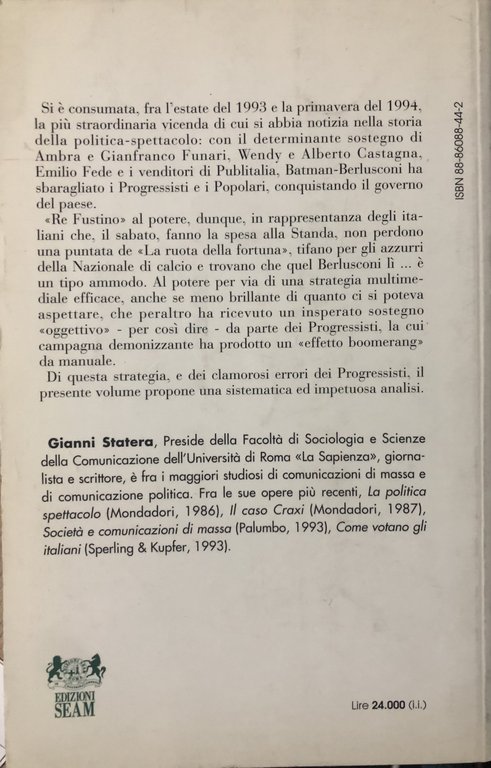 Si è consumata, fra l'estate del 1993 e la primavera del 1994,
la più straordinaria vicenda di cui si abbia notizia nella storia
della politica-spettacolo: con il determinante sostegno di
Ambra e Gianfranco Funari, Wendy e Alberto Castagna,
Emilio Fede e i venditori di Publitalia, Batman-Berlusconi ha
sbaragliato i Progressisti e i Popolari, conquistando il governo
del paese.
«Re Fustino» al potere, dunque, in rappresentanza degli ita-
liani che, il sabato, fanno la spesa alla Standa, non perdono
una puntata de «La ruota della fortuna», tifano per gli azzurri
della Nazionale di calcio e trovano che quel Berlusconi lì ... è
un tipo ammodo. Al potere per via di una strategia multime-
diale efficace, anche se meno brillante di quanto ci si poteva
aspettare, che peraltro ha ricevuto un insperato sostegno
«oggettivo» - per così dire - da parte dei Progressisti, la cui
campagna demonizzante ha prodotto un «effetto boomerang»
da manuale.
Di questa strategia, e dei clamorosi errori dei Progressisti, il
presente volume propone una sistematica ed impetuosa analisi.
Gianni Statera, Preside della Facoltà di Sociologia e Scienze
della Comunicazione dell'Università di Roma «La Sapienza», giorna-
lista e scrittore, è fra i maggiori studiosi di comunicazioni di massa e
di comunicazione politica. Fra le sue opere più recenti, La politica
spettacolo (Mondadori, 1986), Il caso Craxi (Mondadori, 1987),
Società e comunicazioni di massa (Palumbo, 1993), Come votano gli
italiani (Sperling & Kupfer, 1993).
EDIZIONI
SEAM
Lire 24.000 (i.i.)
ISBN 88-86088-44-2